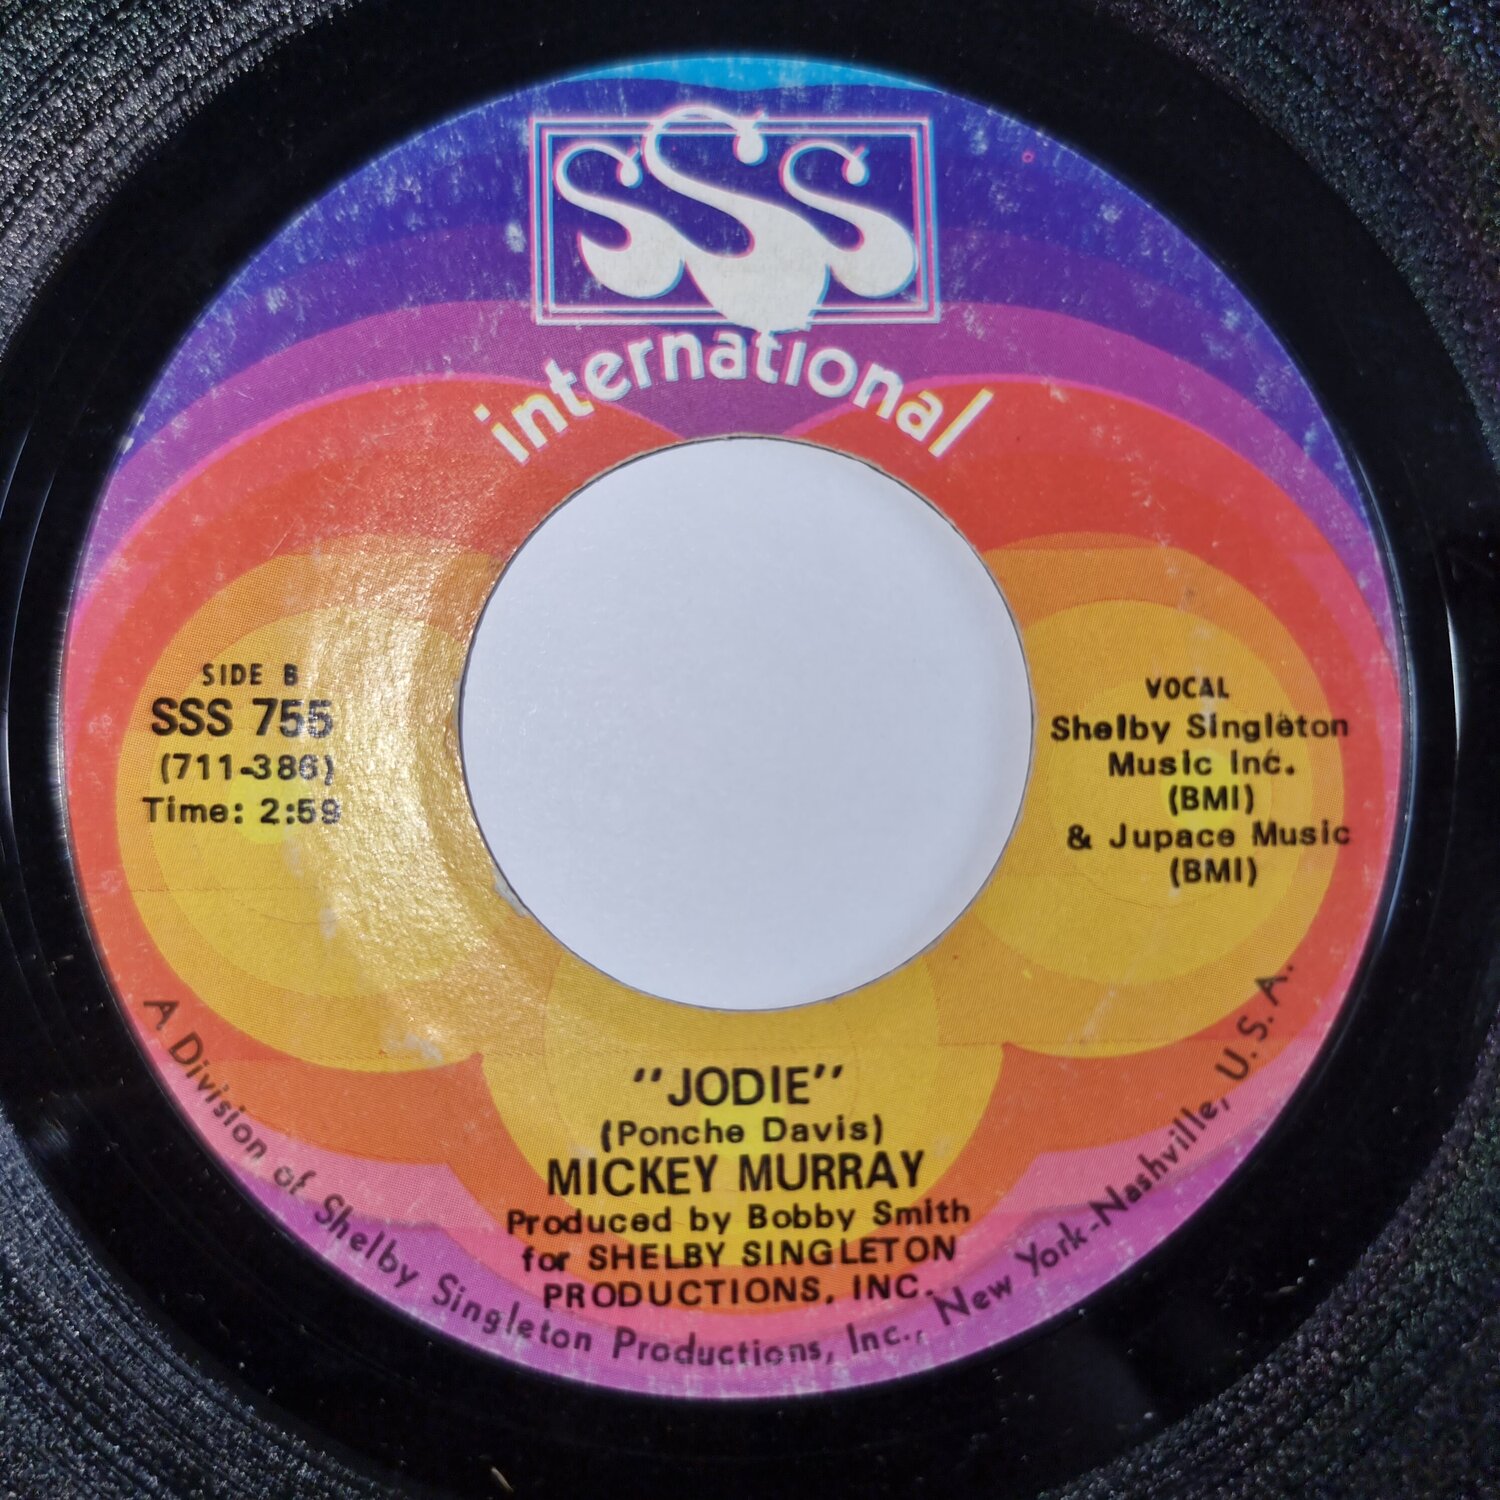 SSS
international
SIDE B
SSS 755
(711-386)
Time: 2:59
VOCAL
Shelby Singleton
Music Inc.
(BMI)
& Jupace Music
(BMI)
"JODIE"
(Ponche Davis)
MICKEY MURRAY
Produced by Bobby Smith
for SHELBY SINGLETON
PRODUCTIONS, INC.
A Division of Shelby Singleton Productions, Inc., New York-Nashville, U.S.A.